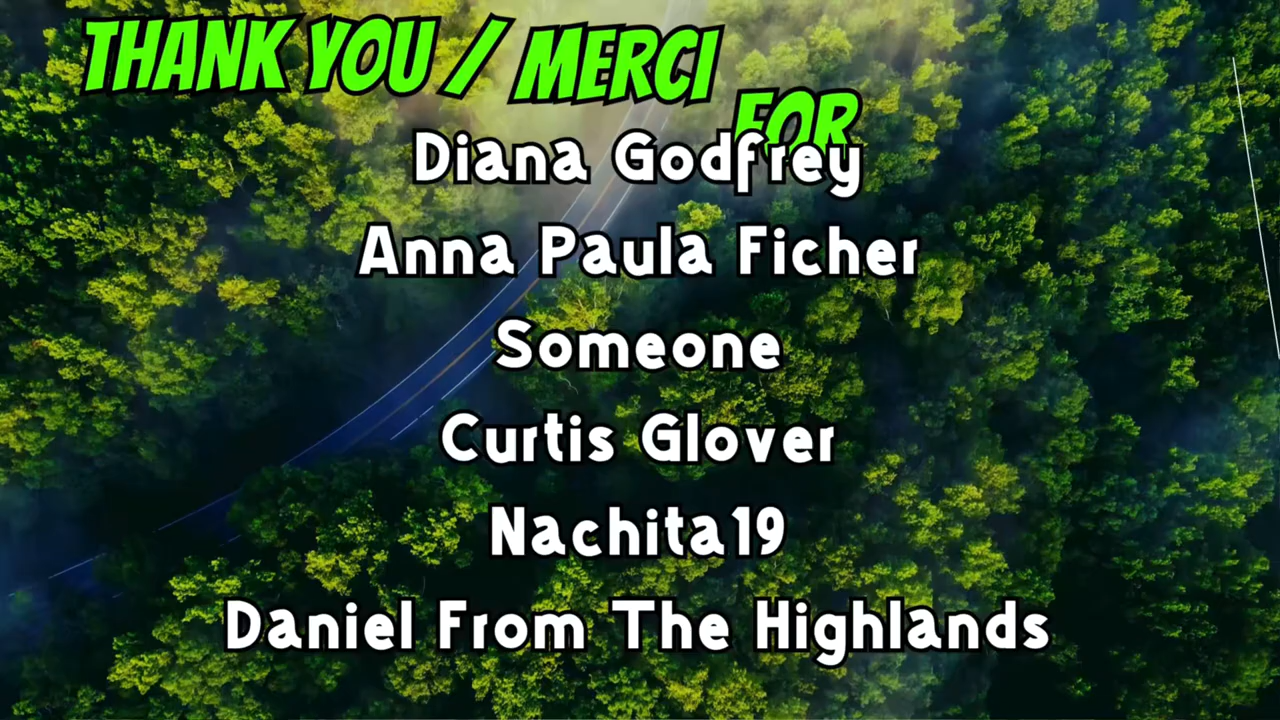 THANK YOU / MERCI
FOR
Diana Godfrey
Anna Paula Ficher
Someone
Curtis Glover
Nachita19
Daniel From The Highlands